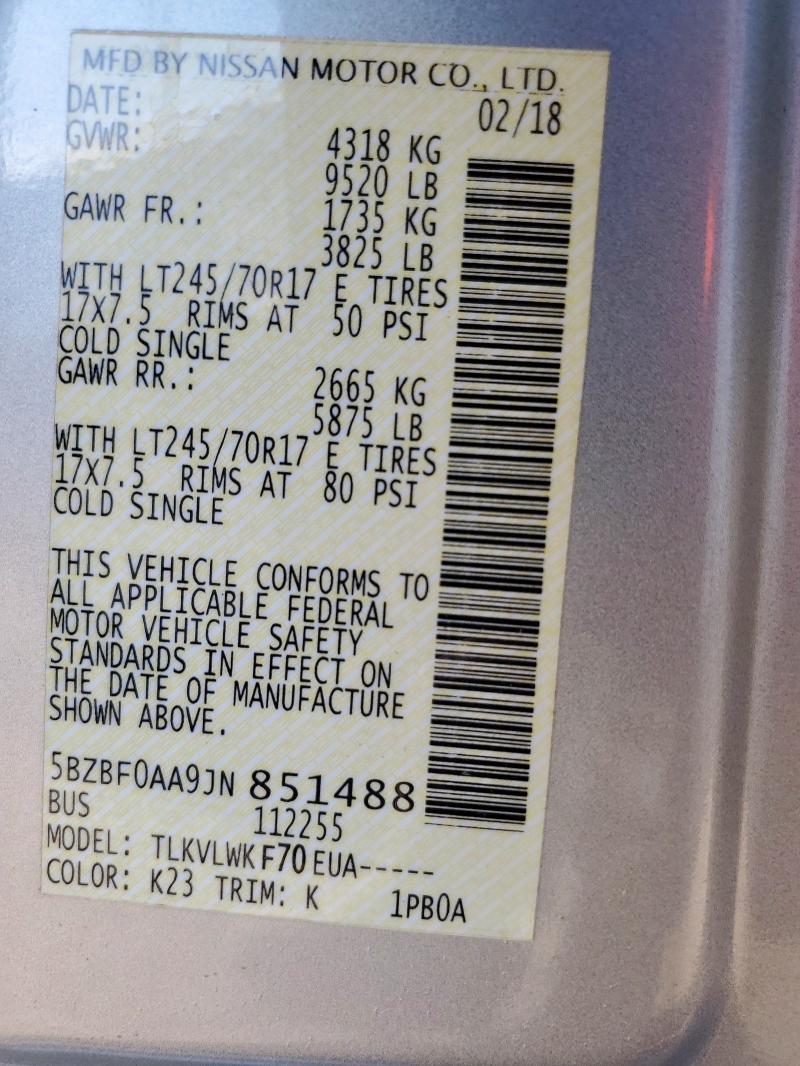 MFD BY NISSAN MOTOR CO., LTD.
DATE: 02/18
GVWR: 4318 KG
9520 LB
GAWR FR.: 1735 KG
3825 LB
WITH LT245/70R17 E TIRES
17X7.5 RIMS AT 50 PSI
COLD SINGLE
GAWR RR.: 2665 KG
5875 LB
WITH LT245/70R17 E TIRES
17X7.5 RIMS AT 80 PSI
COLD SINGLE
THIS VEHICLE CONFORMS TO
ALL APPLICABLE FEDERAL
MOTOR VEHICLE SAFETY
STANDARDS IN EFFECT ON
THE DATE OF MANUFACTURE
SHOWN ABOVE.
5BZBF0AA9JN 851488
BUS 112255
MODEL: TLKVLWK F70 EUA-----
COLOR: K23 TRIM: K 1PB0A